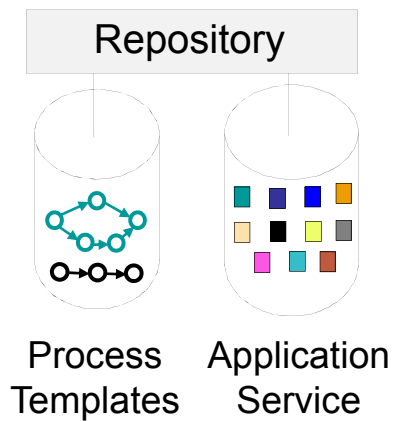 Repository
Process
Templates
Application
Service